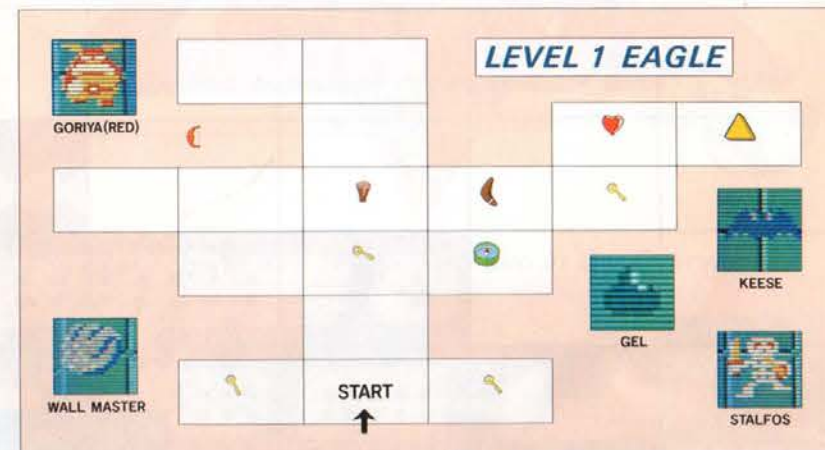 LEVEL 1 EAGLE
GORIYA(RED)
KEESE
GEL
WALL MASTER
START
STALFOS